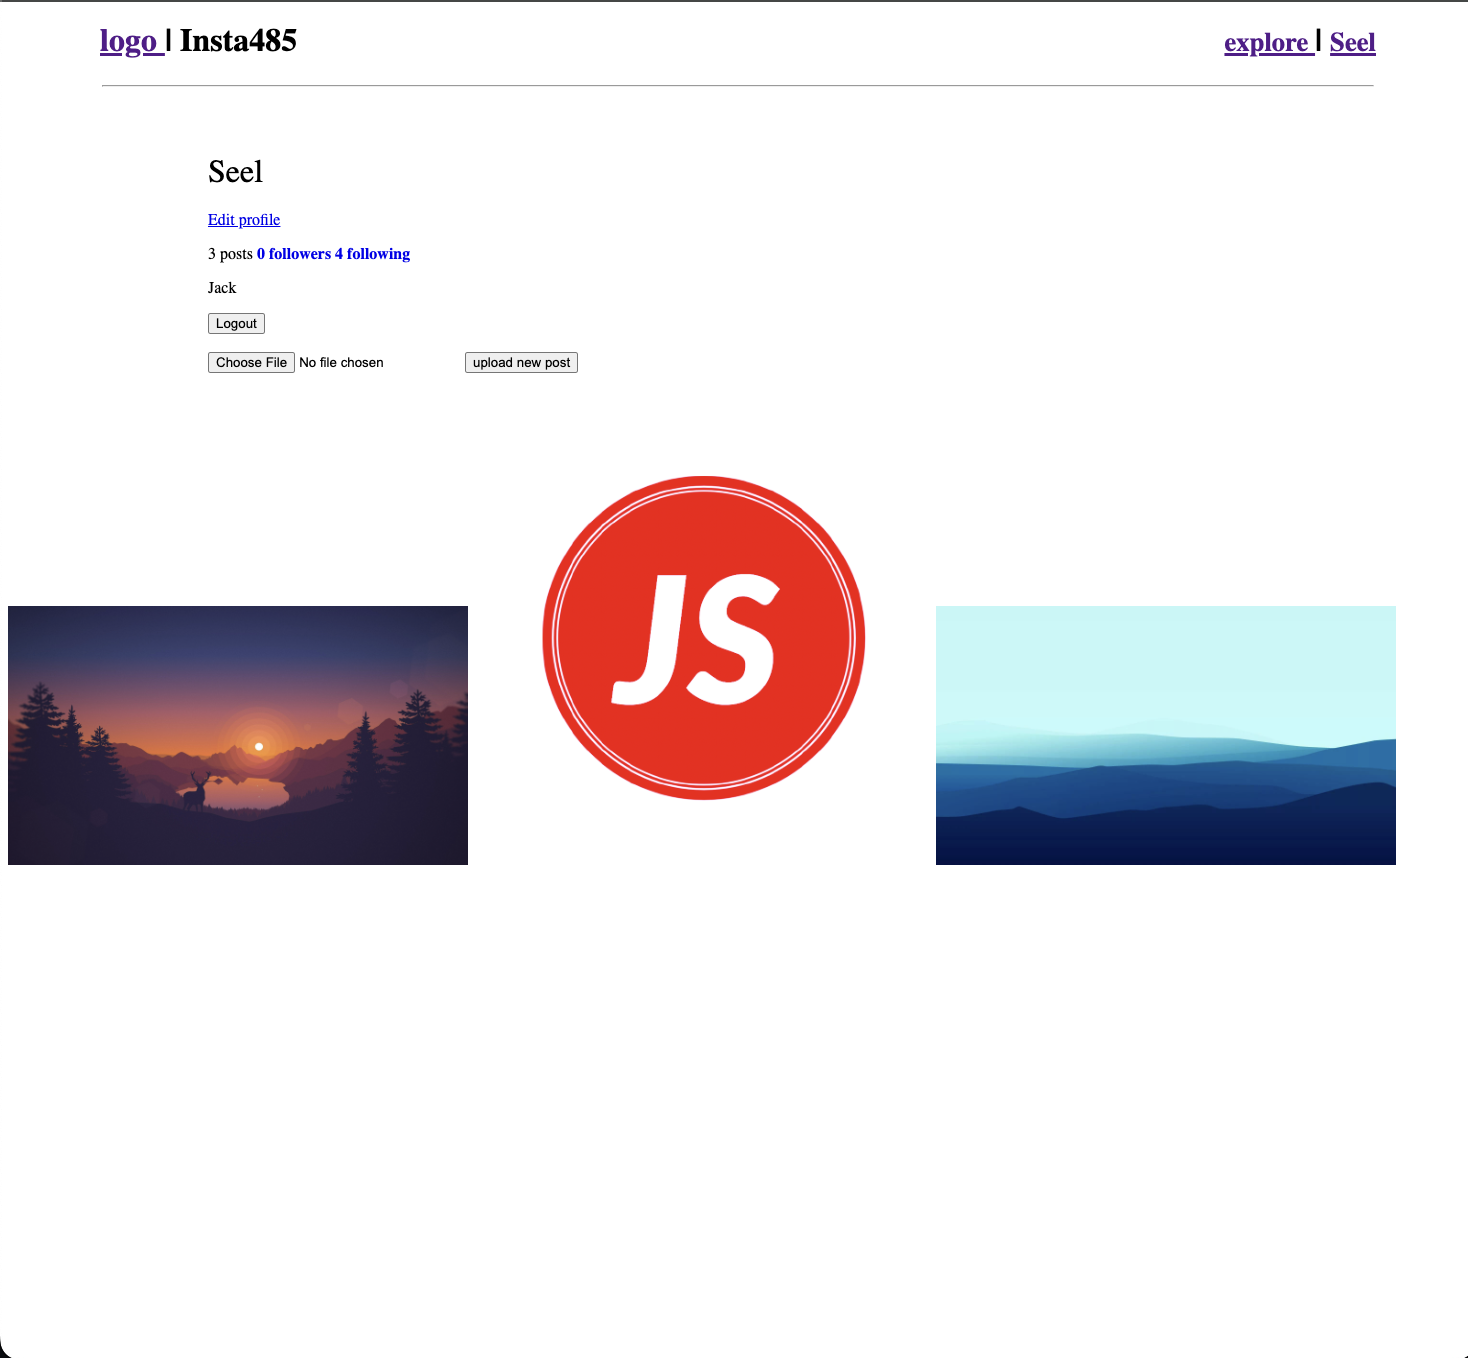 logo | Insta485
explore | Seel
Seel
Edit profile
3 posts 0 followers 4 following
Jack
Logout
Choose File No file chosen upload new post
JS